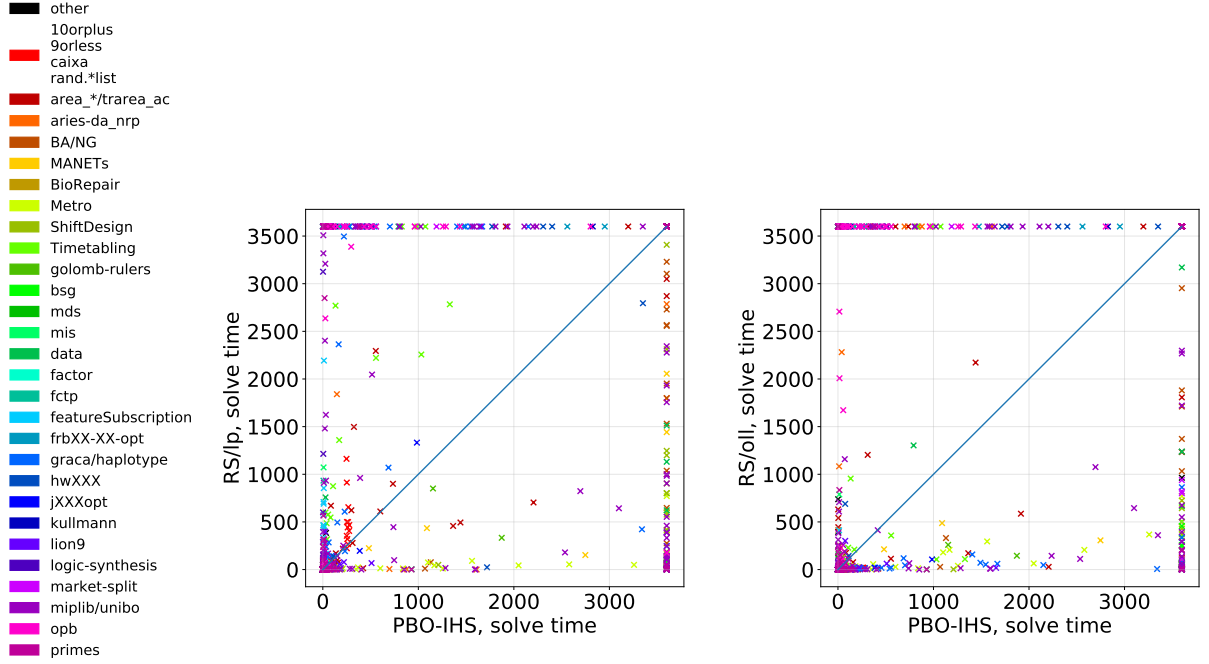 other
10orplus
9orless
caixa
rand.*list
area_*/trarea_ac
aries-da_nrp
BA/NG
MANETs
BioRepair
Metro
ShiftDesign
Timetabling
golomb-rulers
bsg
mds
mis
data
factor
fctp
featureSubscription
frbXX-XX-opt
graca/haplotype
hwXXX
jXXXopt
kullmann
lion9
logic-synthesis
market-split
miplib/unibo
opb
primes
RS/lp, solve time
3500
3000
2500
2000
1500
1000
500
0
0 1000 2000 3000
PBO-IHS, solve time
RS/oll, solve time
3500
3000
2500
2000
1500
1000
500
0
0 1000 2000 3000
PBO-IHS, solve time